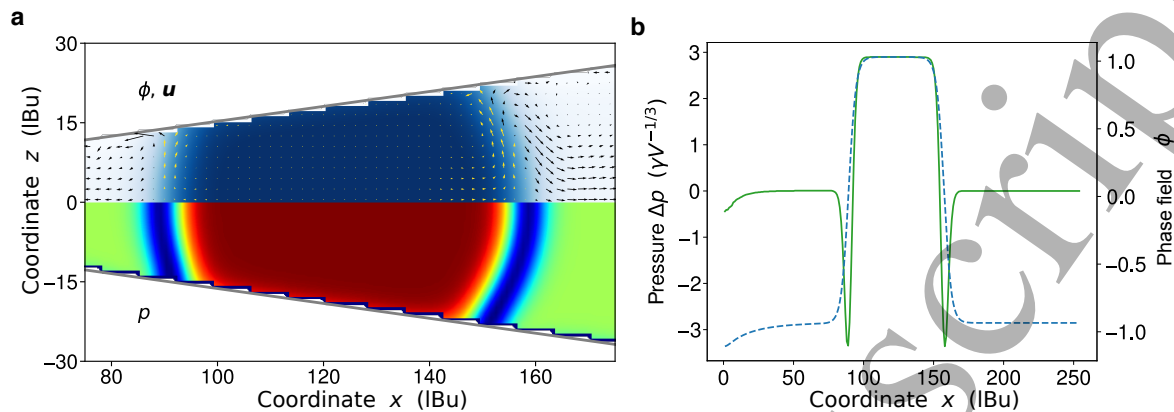 a
30
15
0
−15
−30
Coordinate z (lBu)
ϕ, u
p
80
100
120
140
160
Coordinate x (lBu)
b
3
2
1
0
−1
−2
−3
Pressure Δp (γV⁻¹/³)
1.0
0.5
0.0
−0.5
−1.0
Phase field ϕ
0
50
100
150
200
250
Coordinate x (lBu)
scrip